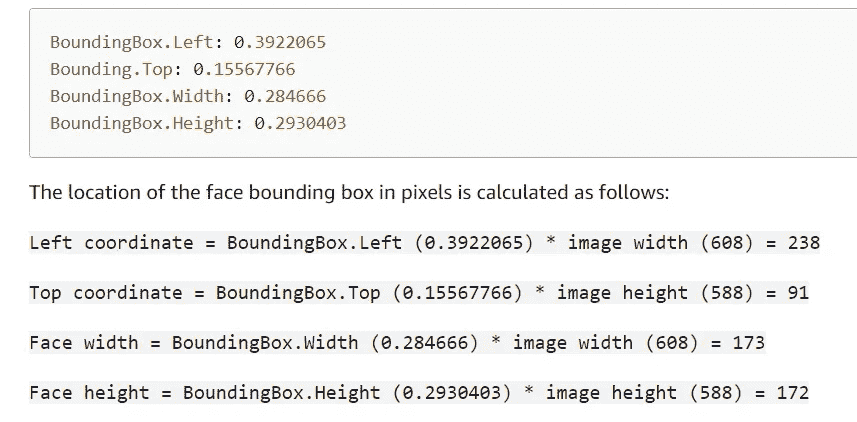 BoundingBox.Left: 0.3922065
Bounding.Top: 0.15567766
BoundingBox.Width: 0.284666
BoundingBox.Height: 0.2930403
The location of the face bounding box in pixels is calculated as follows:
Left coordinate = BoundingBox.Left (0.3922065) * image width (608) = 238
Top coordinate = BoundingBox.Top (0.15567766) * image height (588) = 91
Face width = BoundingBox.Width (0.284666) * image width (608) = 173
Face height = BoundingBox.Height (0.2930403) * image height (588) = 172